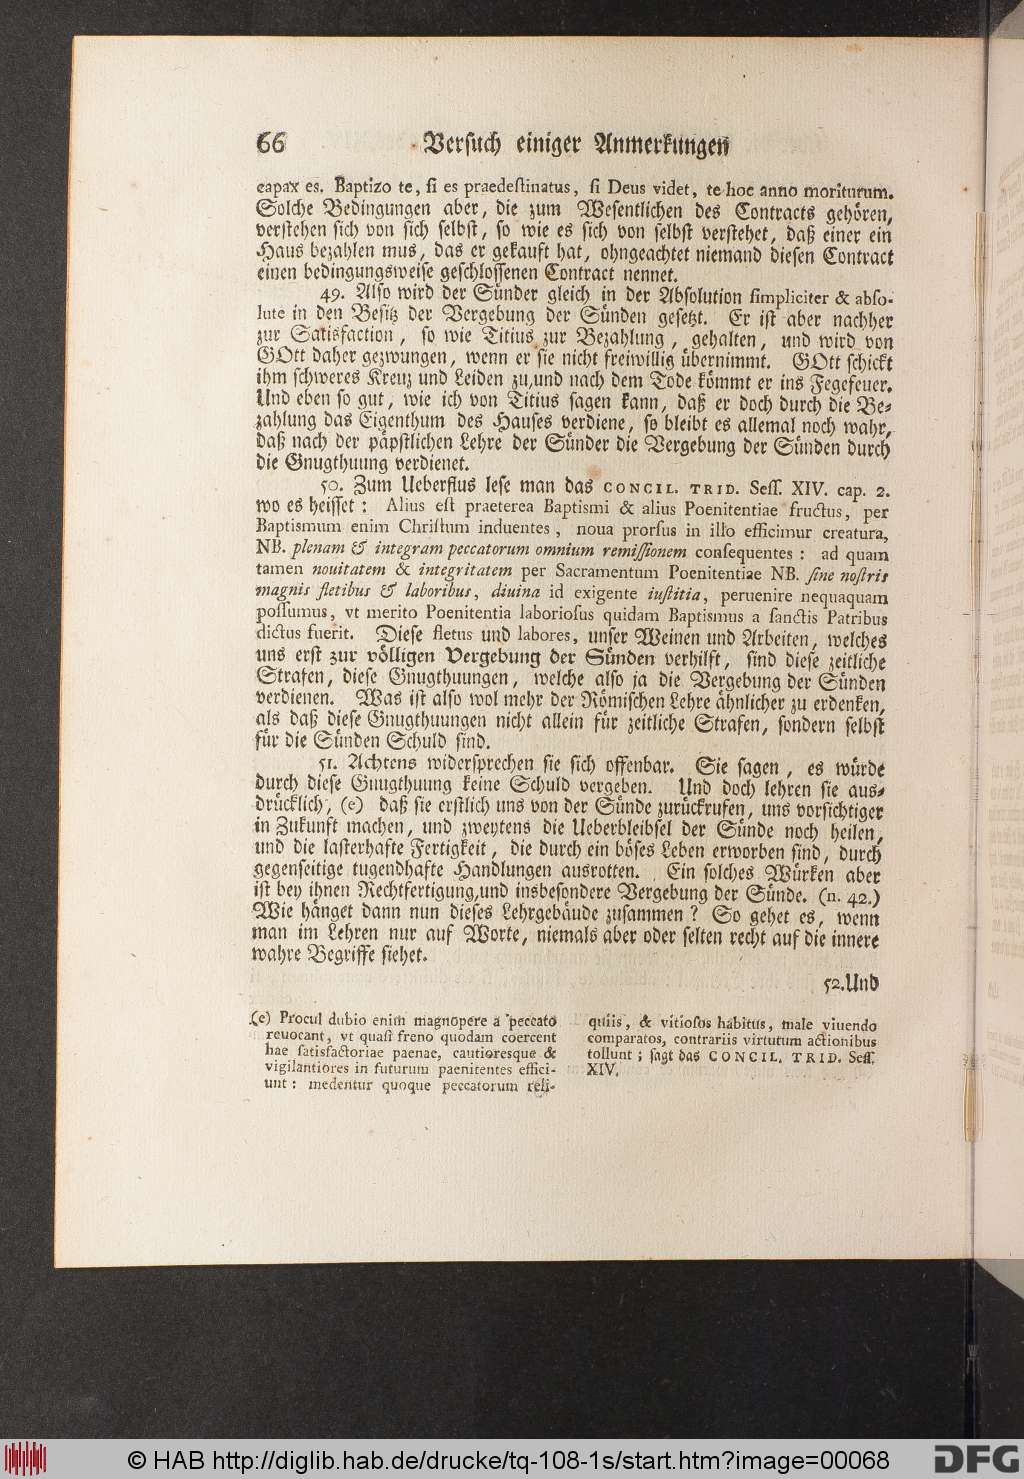 66 Versuch einiger Anmerkungen
capax es. Baptizo te, si es praedestinatus, si Deus videt, te hoc anno moriturum.
Solche Bedingungen aber, die zum Wesentlichen des Contracts gehören,
verstehen sich von sich selbst, so wie es sich von selbst verstehet, daß einer ein
Haus bezahlen mus, das er gekauft hat, ohngeachtet niemand diesen Contract
einen bedingungsweise geschlossenen Contract nennet.
49. Also wird der Sünder gleich in der Absolution simpliciter & abso-
lute in den Besitz der Vergebung der Sünden gesetzt. Er ist aber nachher
zur Satisfaction, so wie Titius zur Bezahlung, gehalten, und wird von
GOtt daher gezwungen, wenn er sie nicht freiwillig übernimmt. GOtt schickt
ihm schweres Kreuz und Leiden zu, und nach dem Tode kömmt er ins Fegefeuer.
Und eben so gut, wie ich von Titius sagen kann, daß er doch durch die Be-
zahlung das Eigenthum des Hauses verdiene, so bleibt es allemal noch wahr,
daß nach der päpstlichen Lehre der Sünder die Vergebung der Sünden durch
die Gnugthuung verdienet.
50. Zum Ueberflus lese man das CONCIL. TRID. Sess. XIV. cap. 2.
wo es heisset: Alius est praeterea Baptismi & alius Poenitentiae fructus, per
Baptismum enim Christum induentes, noua prorsus in illo efficimur creatura,
NB. plenam & integram peccatorum omnium remissionem consequentes: ad quam
tamen nouitatem & integritatem per Sacramentum Poenitentiae NB. sine nostris
magnis fletibus & laboribus, diuina id exigente iustitia, peruenire nequaquam
possumus, vt merito Poenitentia laboriosus quidam Baptismus a sanctis Patribus
dictus fuerit. Diese fletus und labores, unser Weinen und Arbeiten, welches
uns erst zur völligen Vergebung der Sünden verhilft, sind diese zeitliche
Strafen, diese Gnugthuungen, welche also ja die Vergebung der Sünden
verdienen. Was ist also wol mehr der Römischen Lehre ähnlicher zu erdenken,
als daß diese Gnugthuungen nicht allein für zeitliche Strafen, sondern selbst
für die Sünden Schuld sind.
51. Achtens widersprechen sie sich offenbar. Sie sagen, es würde
durch diese Gnugthuung keine Schuld vergeben. Und doch lehren sie aus-
drücklich, (e) daß sie erstlich uns von der Sünde zurückrufen, uns vorsichtiger
in Zukunft machen, und zweytens die Ueberbleibsel der Sünde noch heilen,
und die lasterhafte Fertigkeit, die durch ein böses Leben erworben sind, durch
gegenseitige tugendhafte Handlungen ausrotten. Ein solches Würken aber
ist bey ihnen Rechtfertigung, und insbesondere Vergebung der Sünde. (n. 42.)
Wie hänget dann nun dieses Lehrgebäude zusammen? So gehet es, wenn
man im Lehren nur auf Worte, niemals aber oder selten recht auf die innere
wahre Begriffe siehet.
52. Und
(e) Procul dubio enim magnopere a peccato
reuocant, vt quasi freno quodam coercent
hae satisfactoriae paenae, cautioresque &
vigilantiores in futurum paenitentes effici-
unt: medentur quoque peccatorum reli-
quiis, & vitiosos habitus, male viuendo
comparatos, contrariis virtutum actionibus
tollunt; sagt das CONCIL. TRID. Sess.
XIV.
© HAB http://diglib.hab.de/drucke/tq-108-1s/start.htm?image=00068
DFG